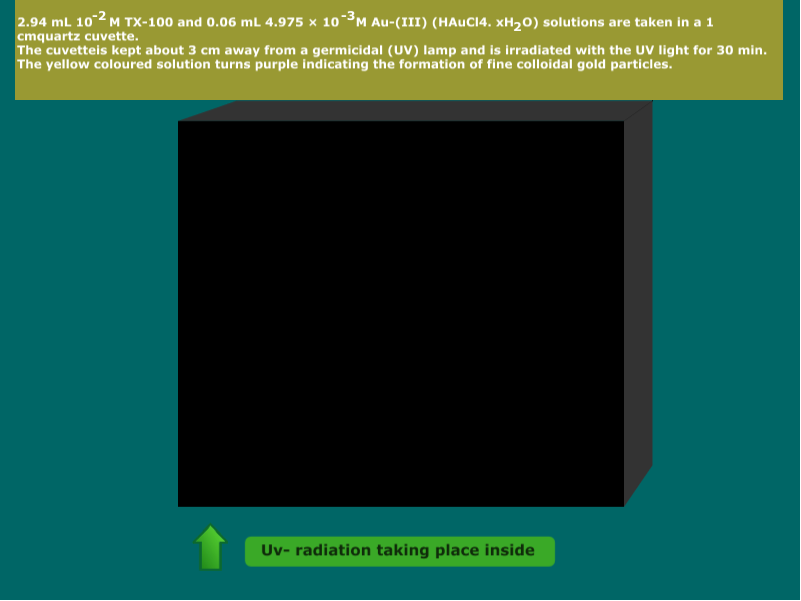 2.94 mL 10⁻² M TX-100 and 0.06 mL 4.975 × 10⁻³M Au-(III) (HAuCl4. xH₂O) solutions are taken in a 1
cmquartz cuvette.
The cuvetteis kept about 3 cm away from a germicidal (UV) lamp and is irradiated with the UV light for 30 min.
The yellow coloured solution turns purple indicating the formation of fine colloidal gold particles.
Uv- radiation taking place inside